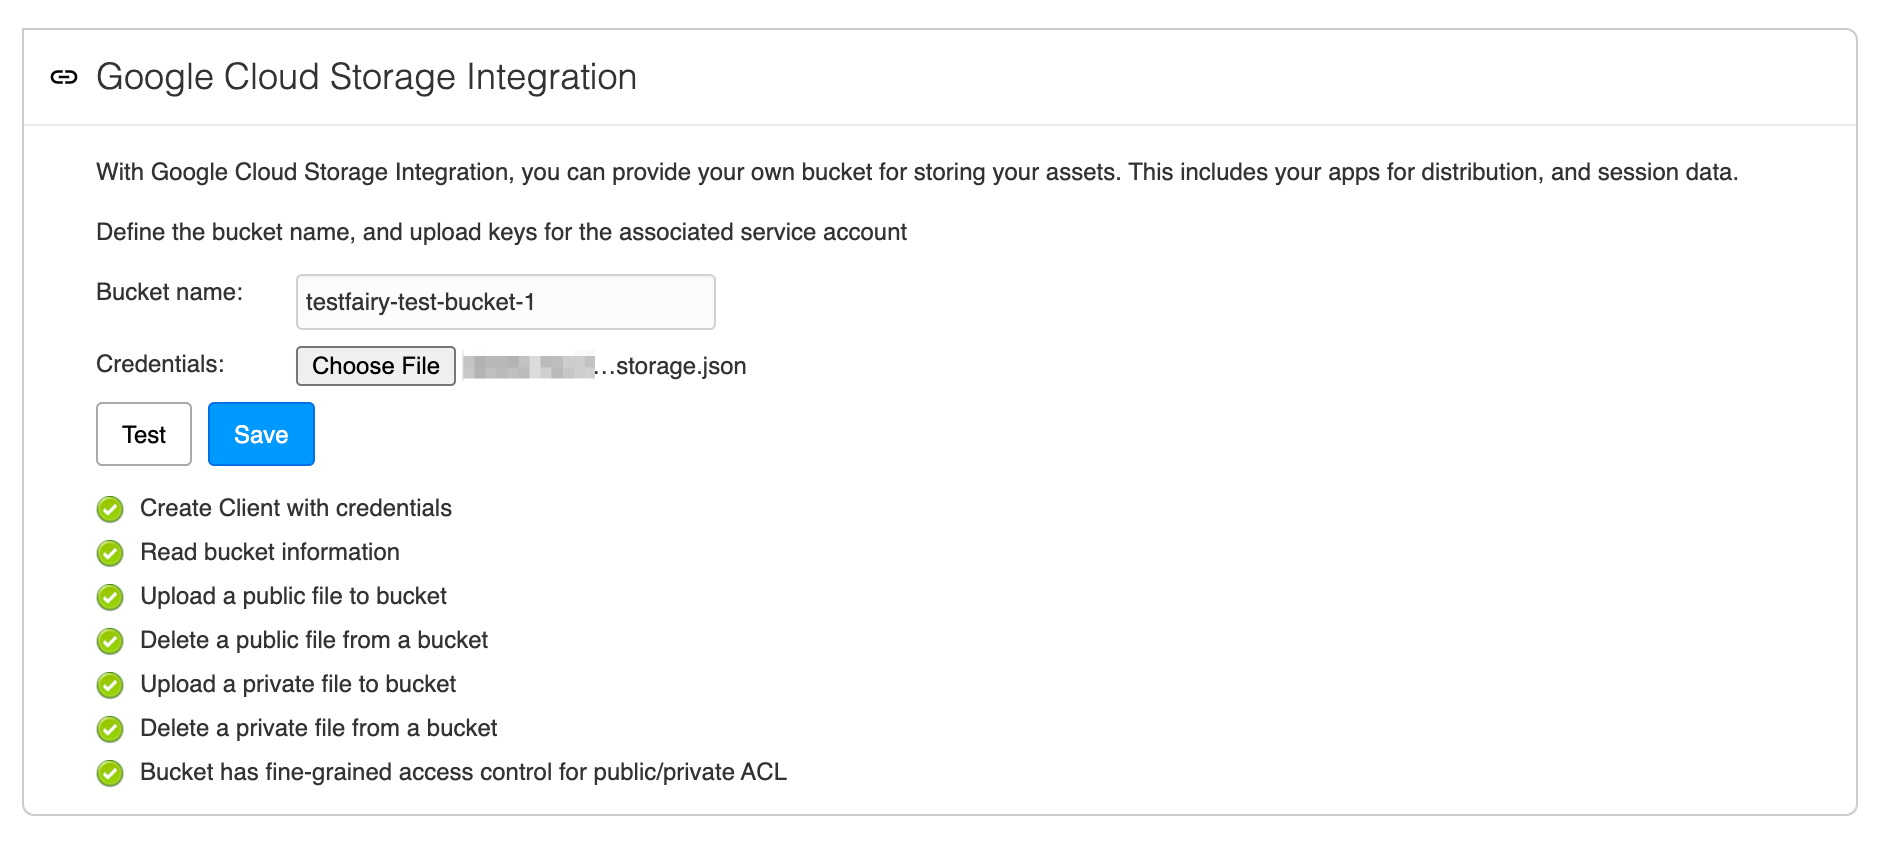 Google Cloud Storage Integration
With Google Cloud Storage Integration, you can provide your own bucket for storing your assets. This includes your apps for distribution, and session data.
Define the bucket name, and upload keys for the associated service account
Bucket name: testfairy-test-bucket-1
Credentials: Choose File ...storage.json
Test Save
Create Client with credentials
Read bucket information
Upload a public file to bucket
Delete a public file from a bucket
Upload a private file to bucket
Delete a private file from a bucket
Bucket has fine-grained access control for public/private ACL